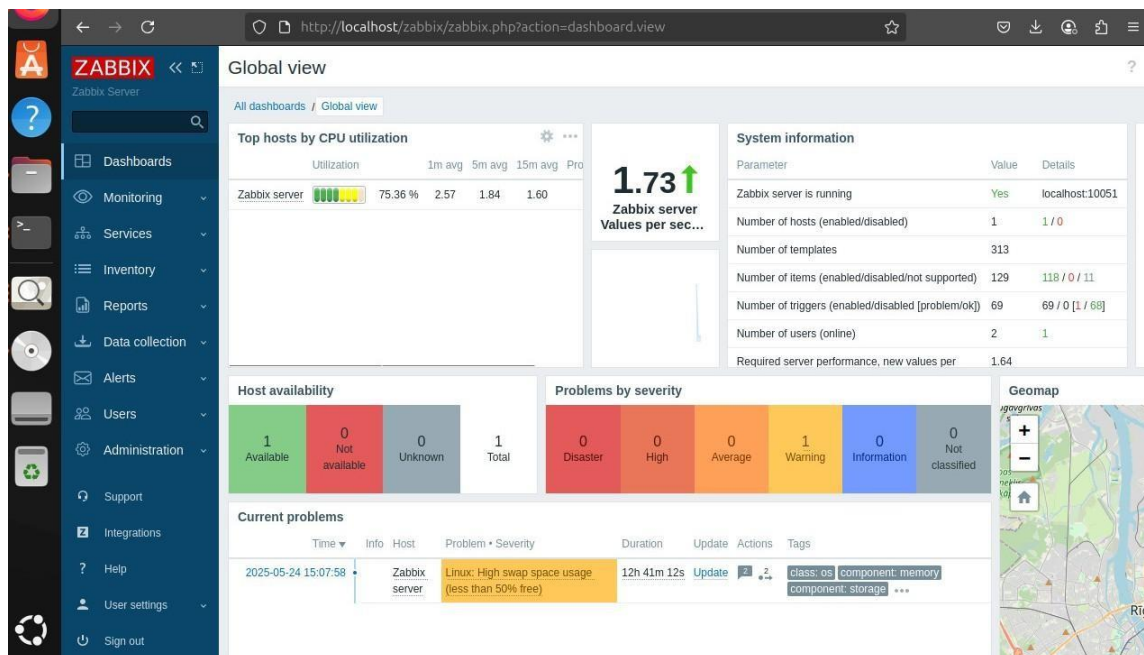 http://localhost/zabbix/zabbix.php?action=dashboard.view
ZABBIX
Zabbix Server
Dashboards
Monitoring
Services
Inventory
Reports
Data collection
Alerts
Users
Administration
Support
Integrations
Help
User settings
Sign out
Global view
?
All dashboards / Global view
Top hosts by CPU utilization
Utilization 1m avg 5m avg 15m avg Pro
Zabbix server 75.36 % 2.57 1.84 1.60
1.73
Zabbix server
Values per sec...
System information
Parameter Value Details
Zabbix server is running Yes localhost:10051
Number of hosts (enabled/disabled) 1 1 / 0
Number of templates 313
Number of items (enabled/disabled/not supported) 129 118 / 0 / 11
Number of triggers (enabled/disabled [problem/ok]) 69 69 / 0 [1 / 68]
Number of users (online) 2 1
Required server performance, new values per 1.64
Host availability
1 Available
0 Not available
0 Unknown
1 Total
Problems by severity
0 Disaster
0 High
0 Average
1 Warning
0 Information
0 Not classified
Geomap
+
−
Current problems
Time Info Host Problem • Severity Duration Update Actions Tags
2025-05-24 15:07:58 Zabbix Linux: High swap space usage 12h 41m 12s Update 2 2 class: os component: memory
server (less than 50% free) component: storage